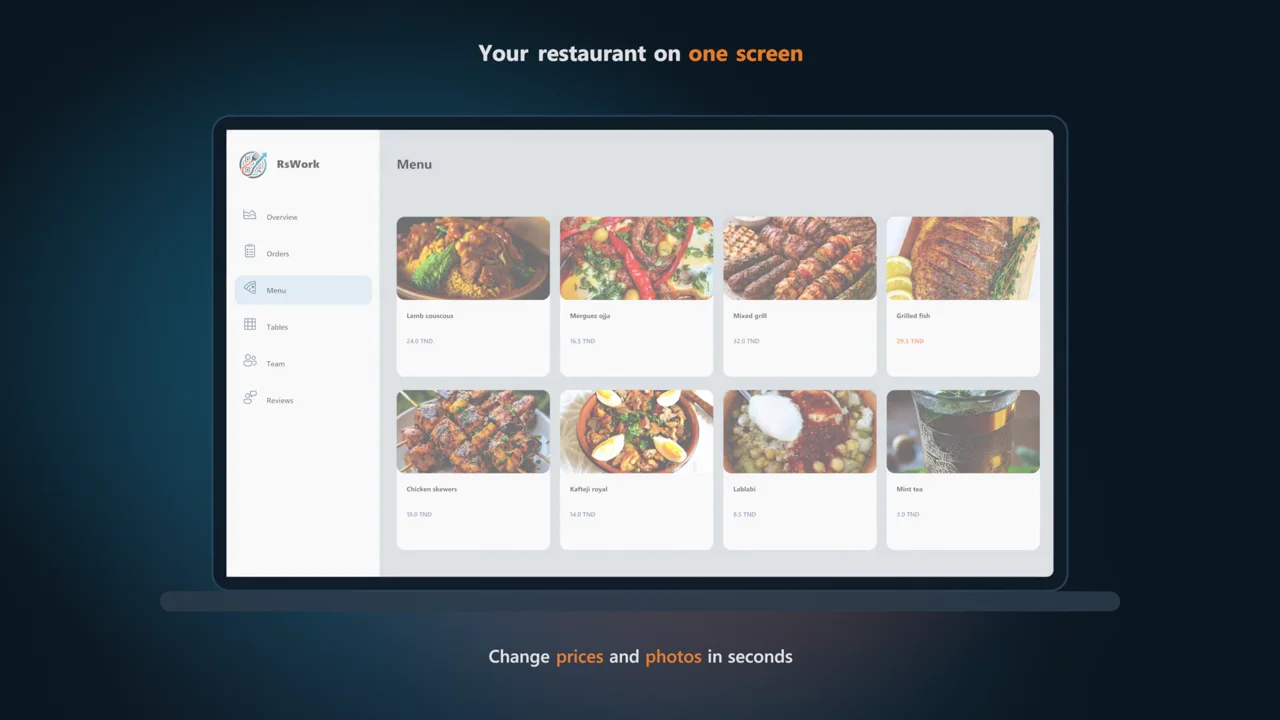 Your restaurant on one screen
RsWork
Menu
Overview
Orders
Menu
Tables
Team
Reviews
Lamb couscous
24.0 TND
Merguez ojja
16.5 TND
Mixed grill
32.0 TND
Grilled fish
29.5 TND
Chicken skewers
19.0 TND
Kafteji royal
14.0 TND
Lablabi
8.5 TND
Mint tea
3.0 TND
Change prices and photos in seconds